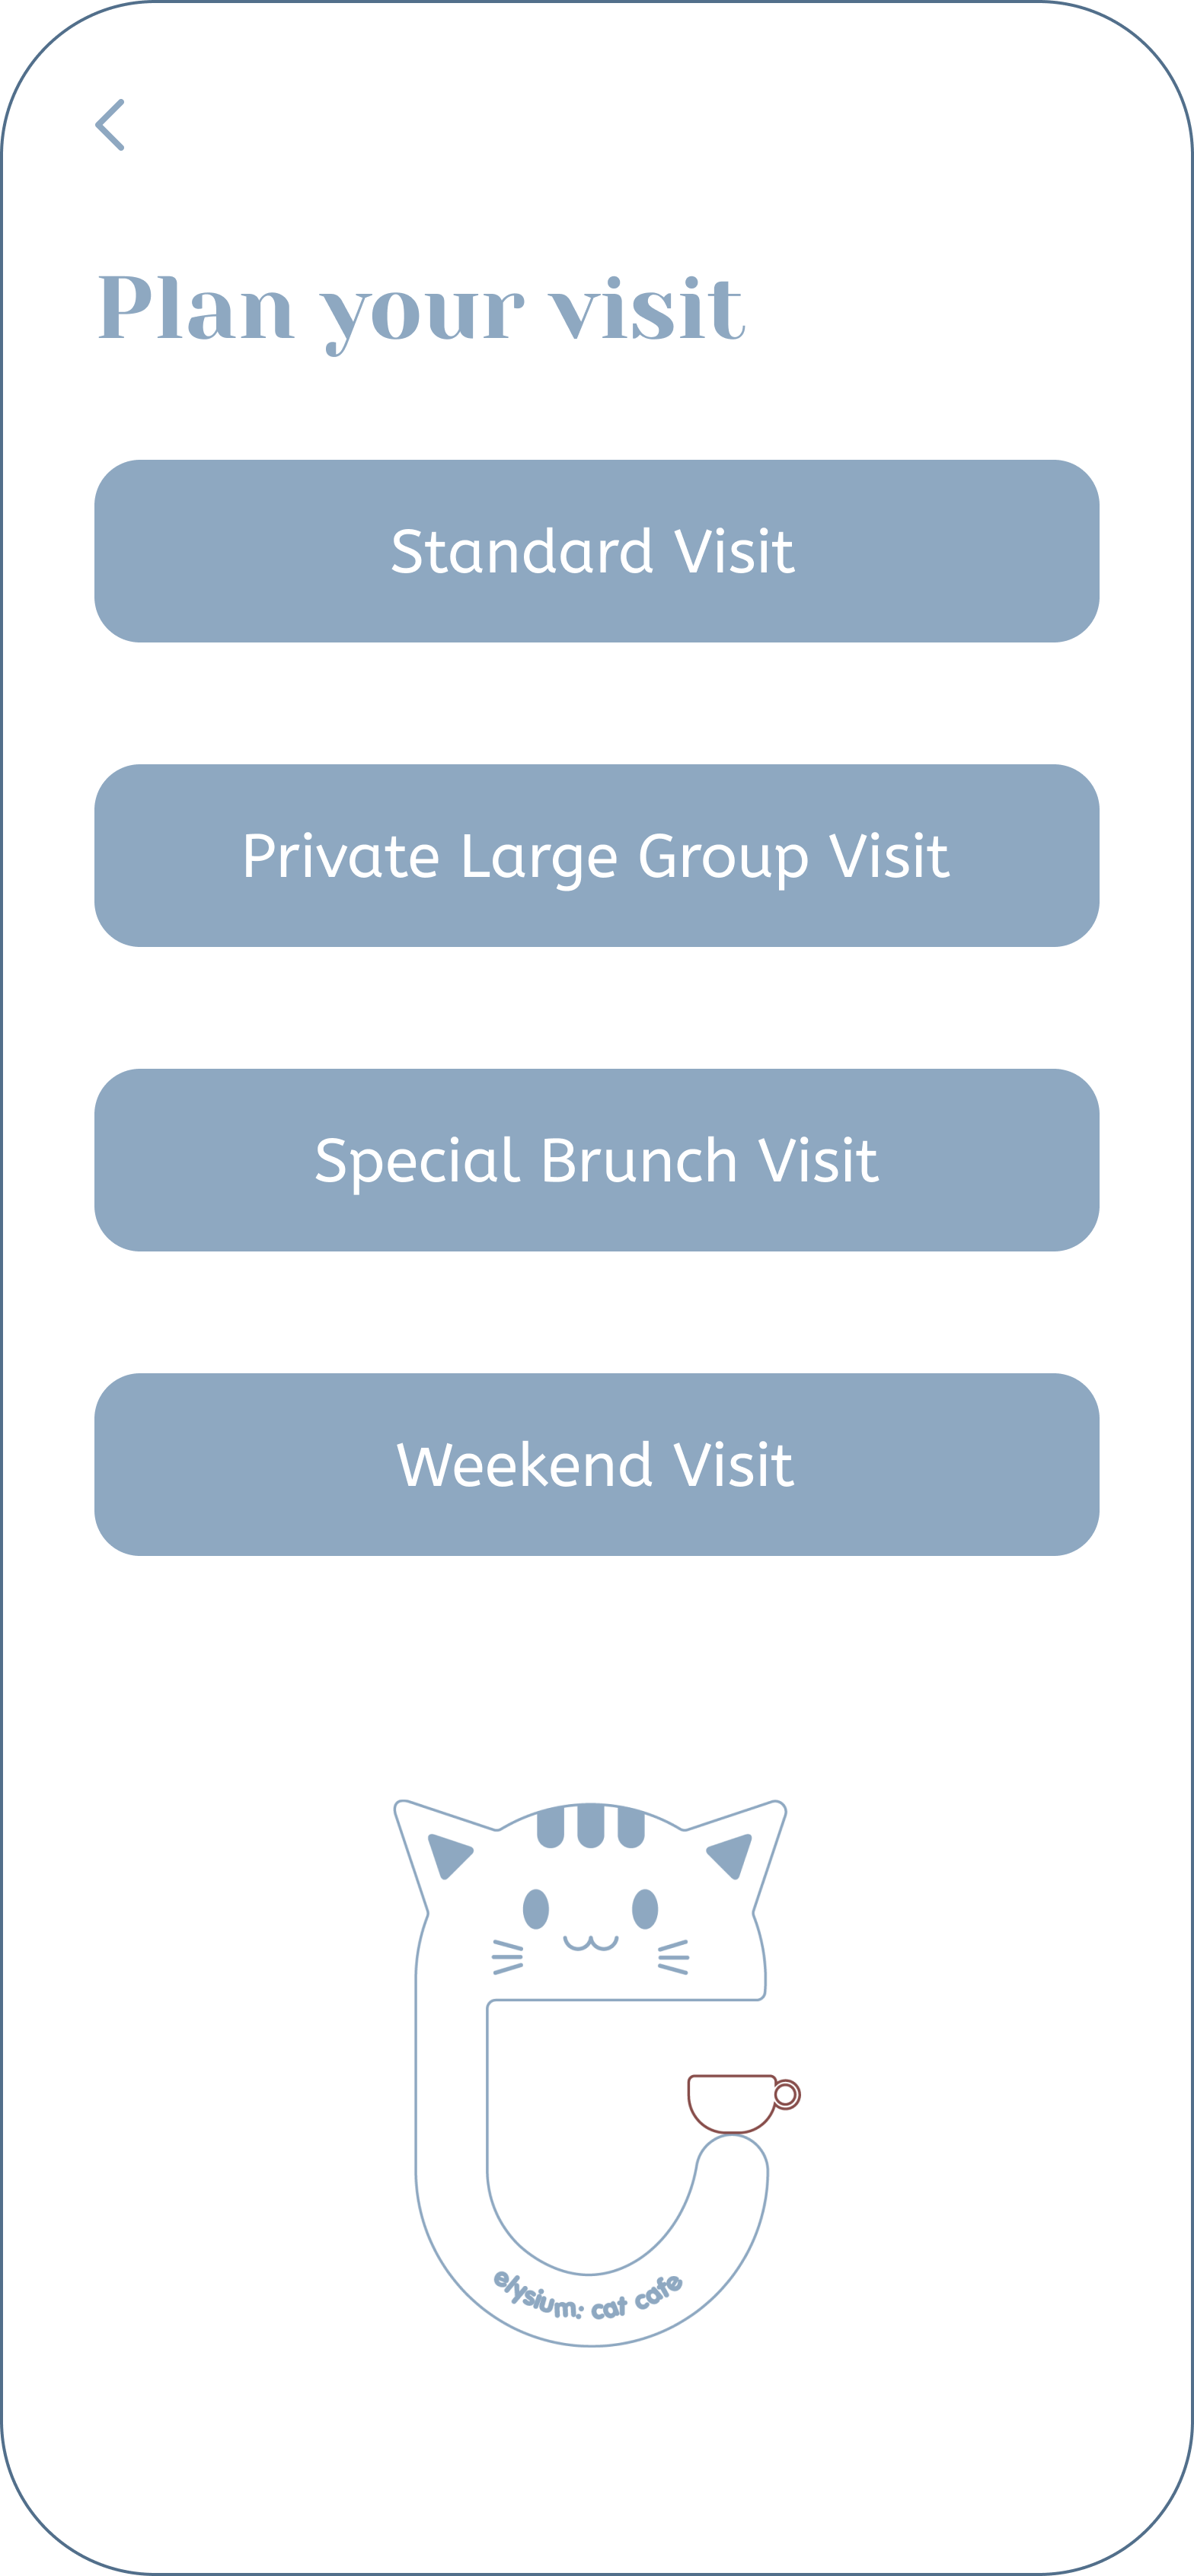 Plan your visit
Standard Visit
Private Large Group Visit
Special Brunch Visit
Weekend Visit
elysium: cat cafe